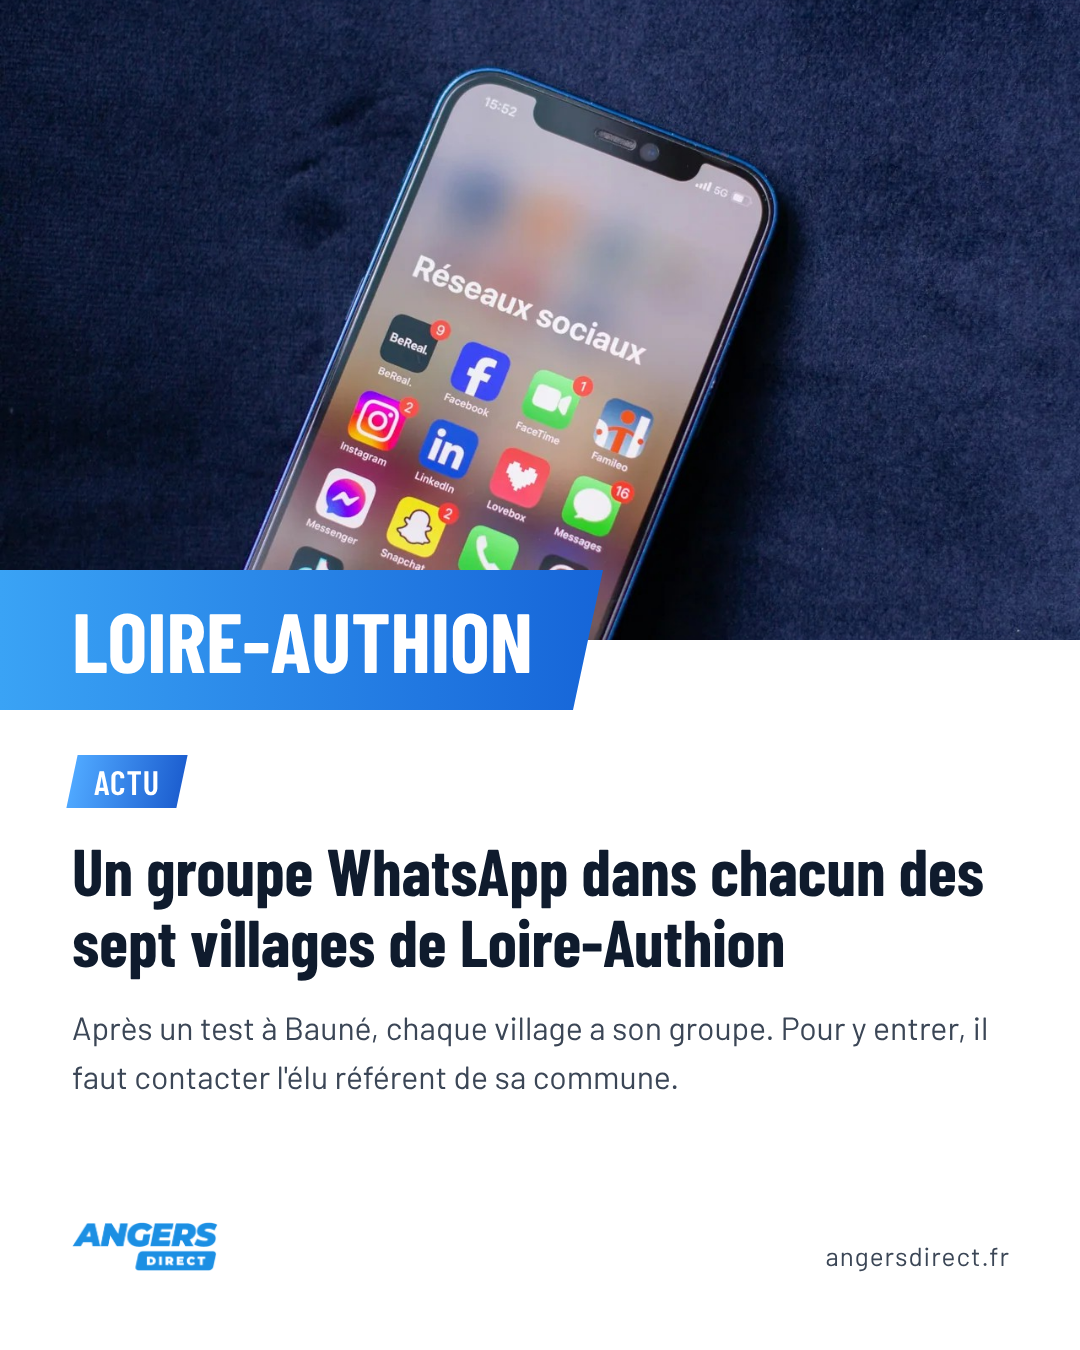 15:52
5G
Réseaux sociaux
9
BeReal.
BeReal.
Facebook
1
FaceTime
Famileo
2
Instagram
in
LinkedIn
Lovebox
16
Messages
Messenger
2
Snapchat
LOIRE-AUTHION
ACTU
Un groupe WhatsApp dans chacun des
sept villages de Loire-Authion
Après un test à Bauné, chaque village a son groupe. Pour y entrer, il
faut contacter l'élu référent de sa commune.
ANGERS
DIRECT
angersdirect.fr